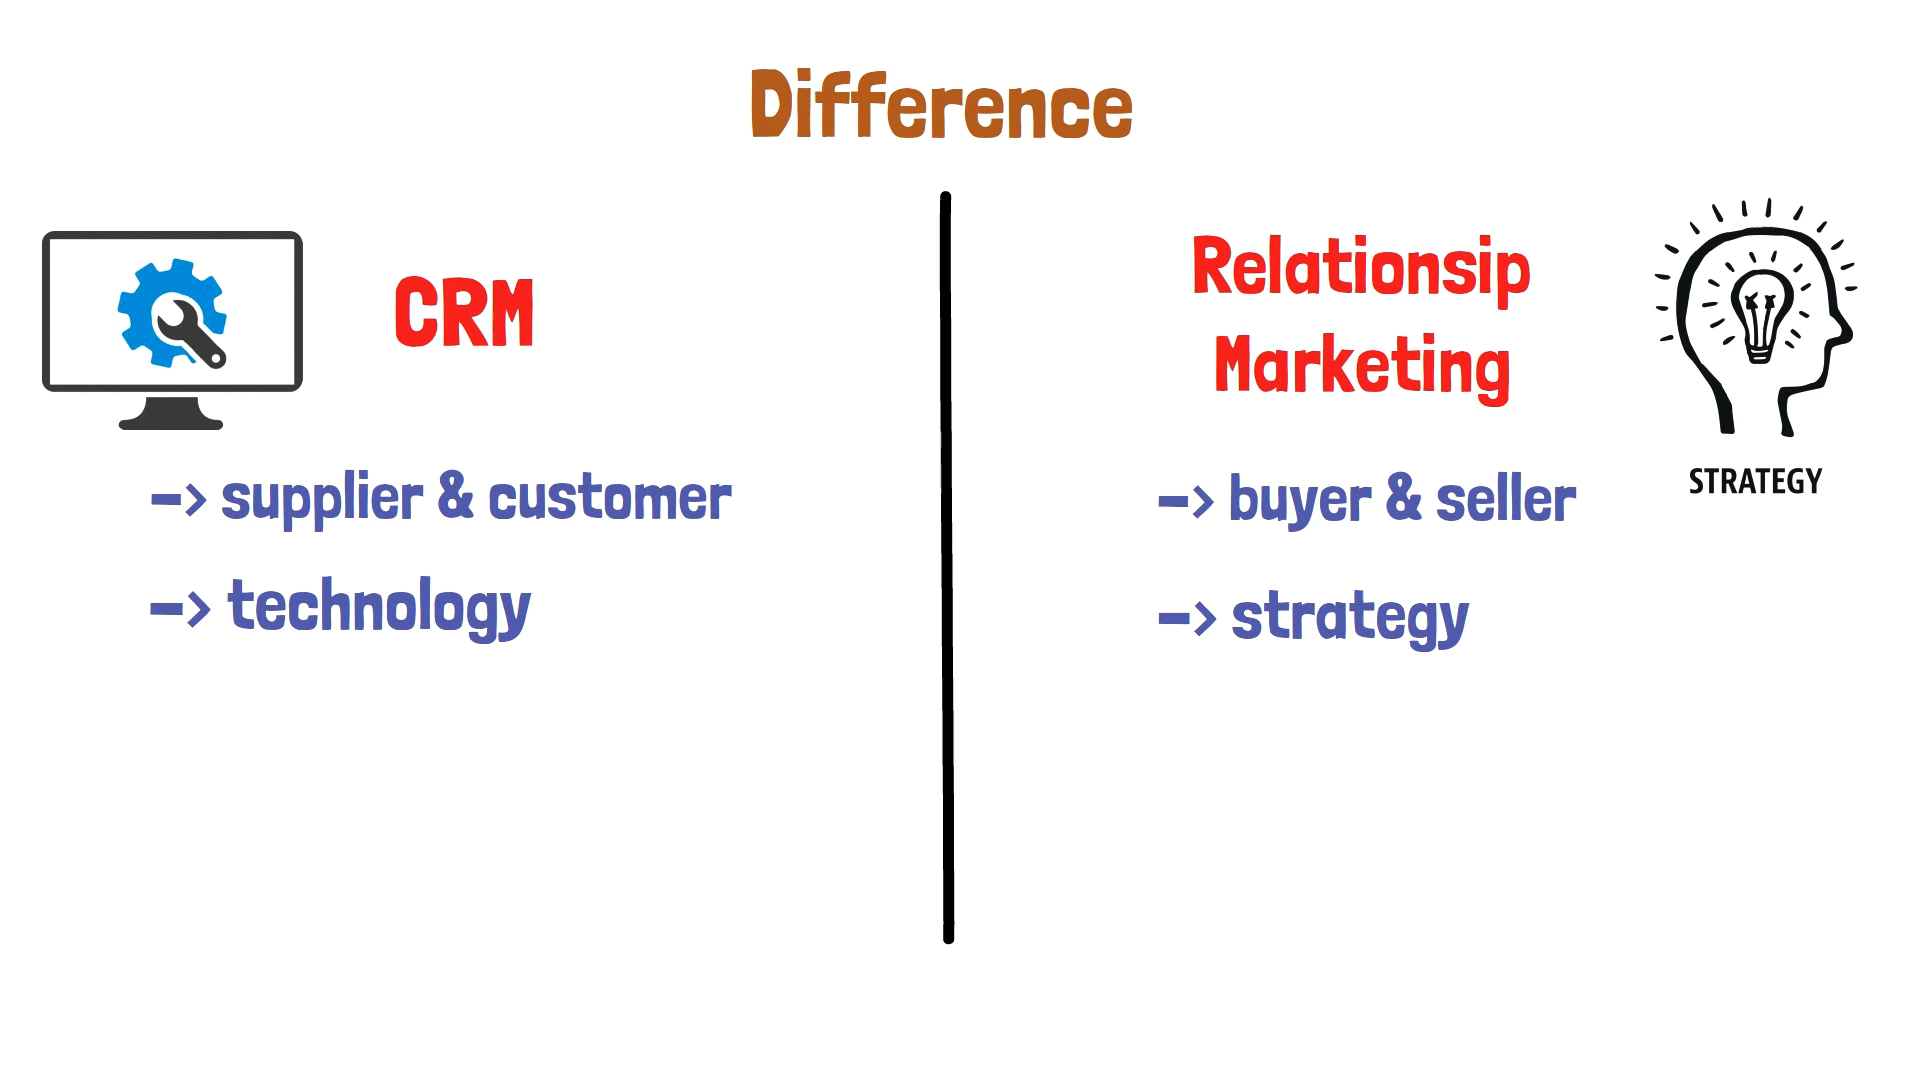 Difference
CRM
–> supplier & customer
–> technology
Relationsip
Marketing
–> buyer & seller
–> strategy
STRATEGY